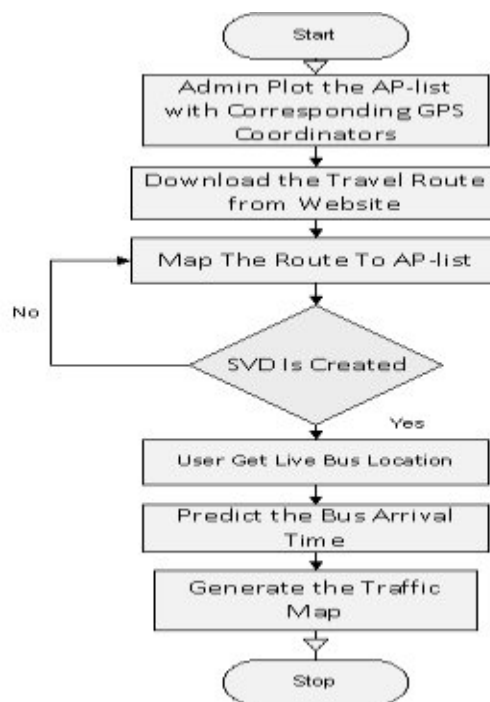 Start
Admin Plot the AP-list
with Corresponding GPS
Coordinators
Download the Travel Route
from Website
Map The Route To AP-list
No
SVD Is Created
Yes
User Get Live Bus Location
Predict the Bus Arrival
Time
Generate the Traffic
Map
Stop